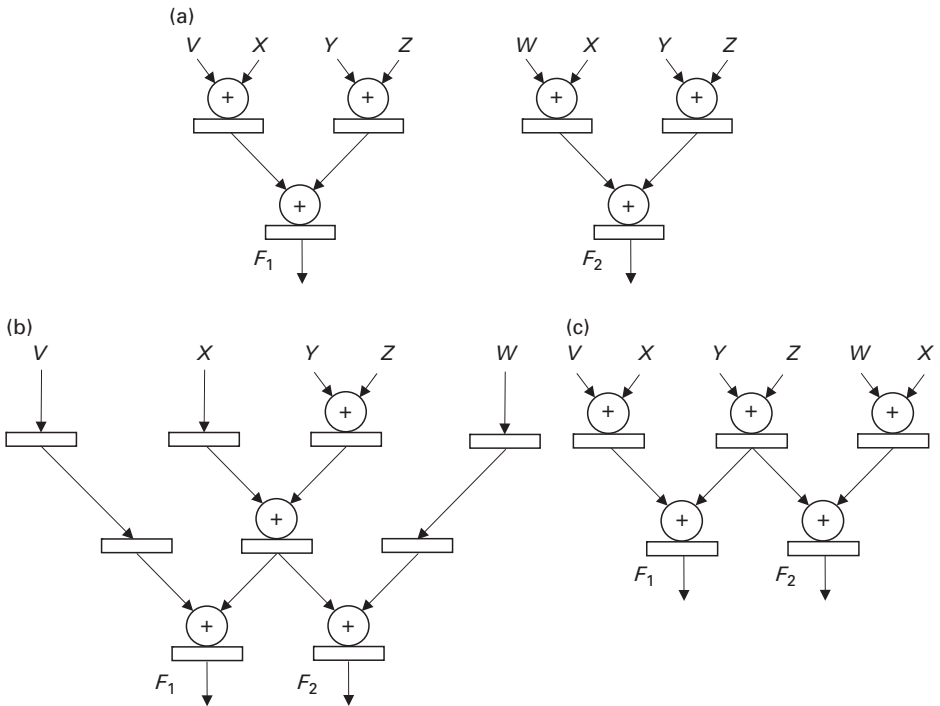 (a)
V X Y Z W X Y Z
+ + + +
+ +
F1 F2
(b) (c)
V X Y Z W V X Y Z W X
+ + + +
+ + +
F1 F2
+ +
F1 F2